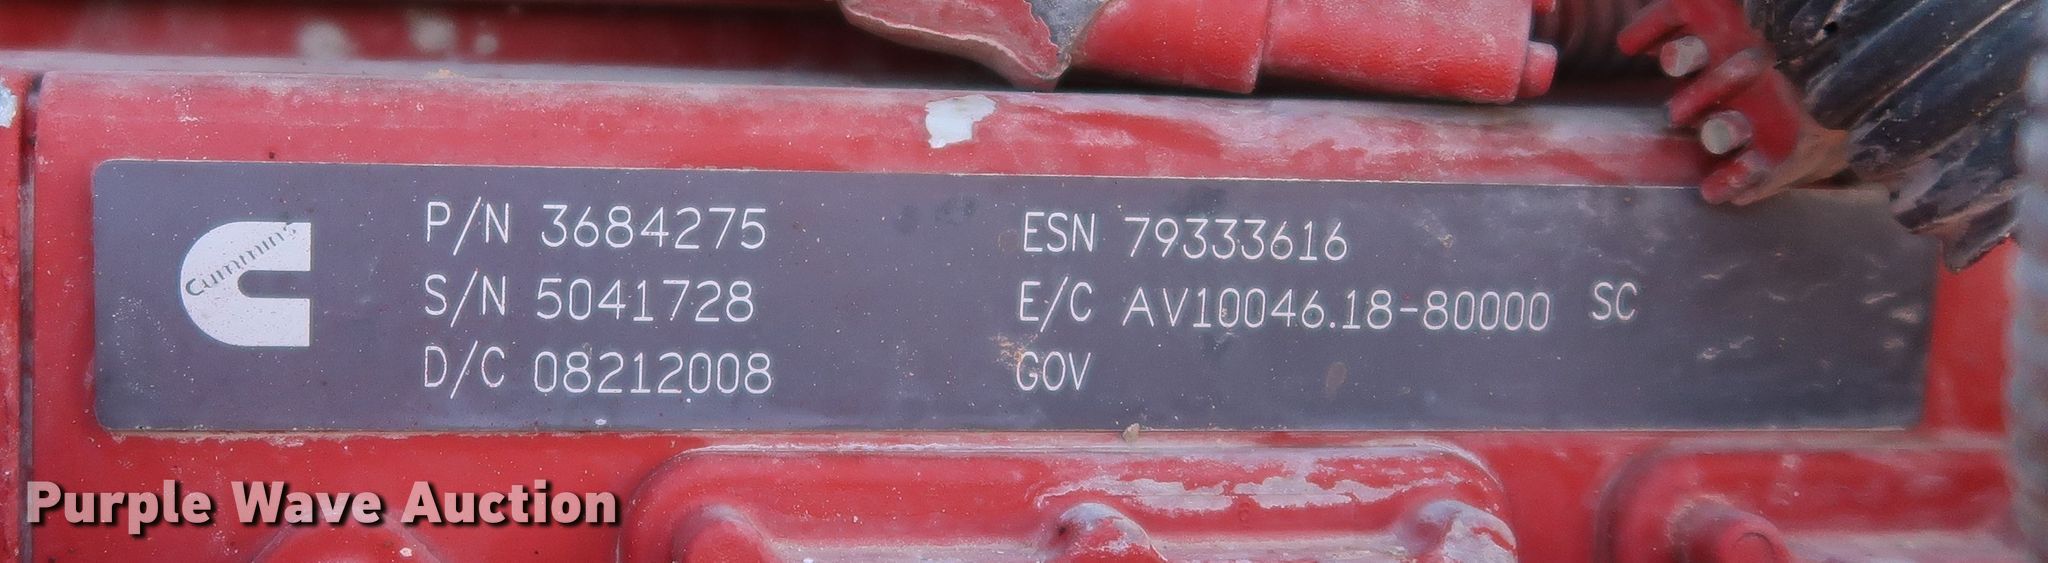 Cummins
P/N 3684275
S/N 5041728
D/C 08212008
ESN 79333616
E/C AV10046.18-80000 SC
GOV
Purple Wave Auction